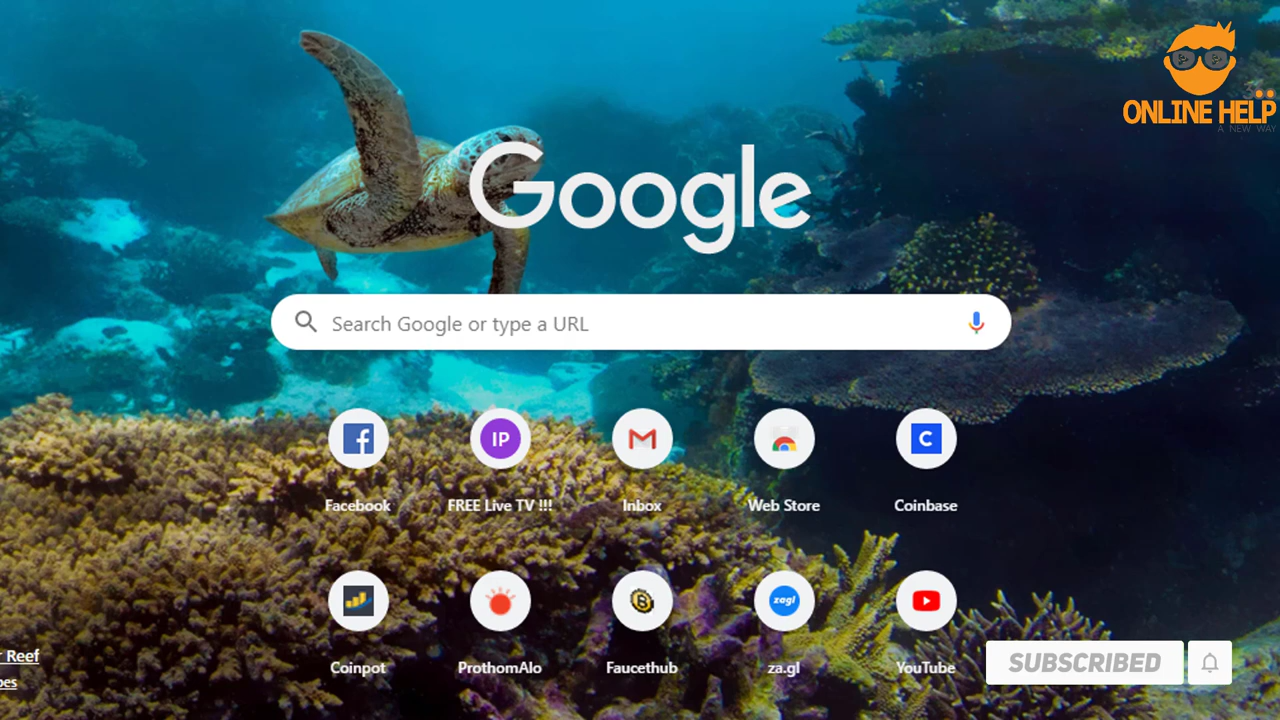 ONLINE HELP
A NEW WAY
Google
Search Google or type a URL
IP
C
Facebook
FREE Live TV !!!
Inbox
Web Store
Coinbase
zagl
Coinpot
ProthomAlo
Faucethub
za.gl
YouTube
Reef
SUBSCRIBED